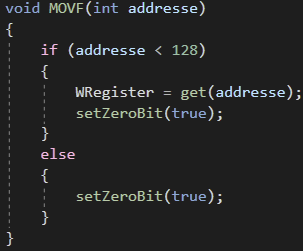 void MOVF(int addresse)
{
    if (addresse < 128)
    {
        WRegister = get(addresse);
        setZeroBit(true);
    }
    else
    {
        setZeroBit(true);
    }
}